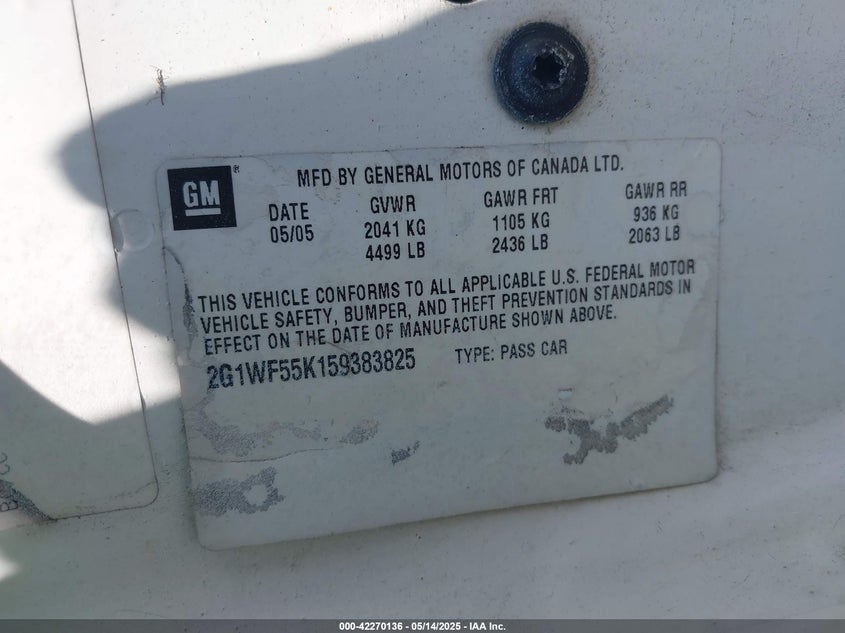 MFD BY GENERAL MOTORS OF CANADA LTD.
GM®
DATE GVWR GAWR FRT GAWR RR
05/05 2041 KG 1105 KG 936 KG
4499 LB 2436 LB 2063 LB
THIS VEHICLE CONFORMS TO ALL APPLICABLE U.S. FEDERAL MOTOR
VEHICLE SAFETY, BUMPER, AND THEFT PREVENTION STANDARDS IN
EFFECT ON THE DATE OF MANUFACTURE SHOWN ABOVE.
2G1WF55K159383825 TYPE: PASS CAR
000-42270136 - 05/14/2025 - IAA Inc.